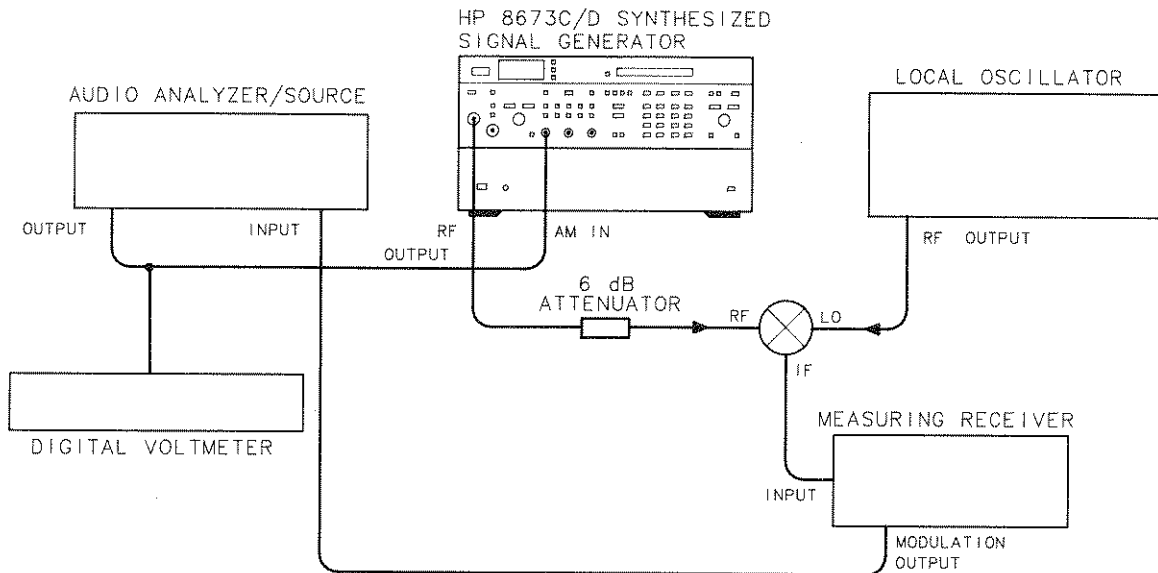 HP 8673C/D SYNTHESIZED
SIGNAL GENERATOR
AUDIO ANALYZER/SOURCE
LOCAL OSCILLATOR
OUTPUT
INPUT
RF
OUTPUT
AM IN
RF OUTPUT
6 dB
ATTENUATOR
RF
LO
IF
DIGITAL VOLTMETER
MEASURING RECEIVER
INPUT
MODULATION
OUTPUT